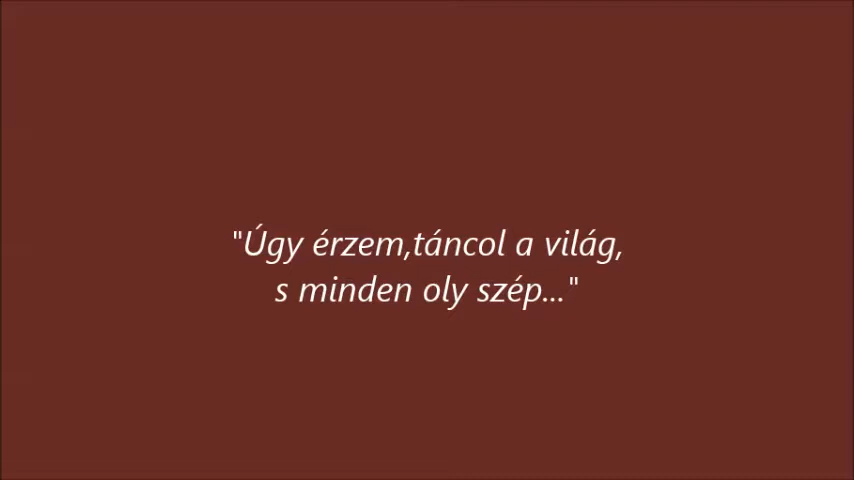 "Úgy érzem,táncol a világ,
s minden oly szép..."